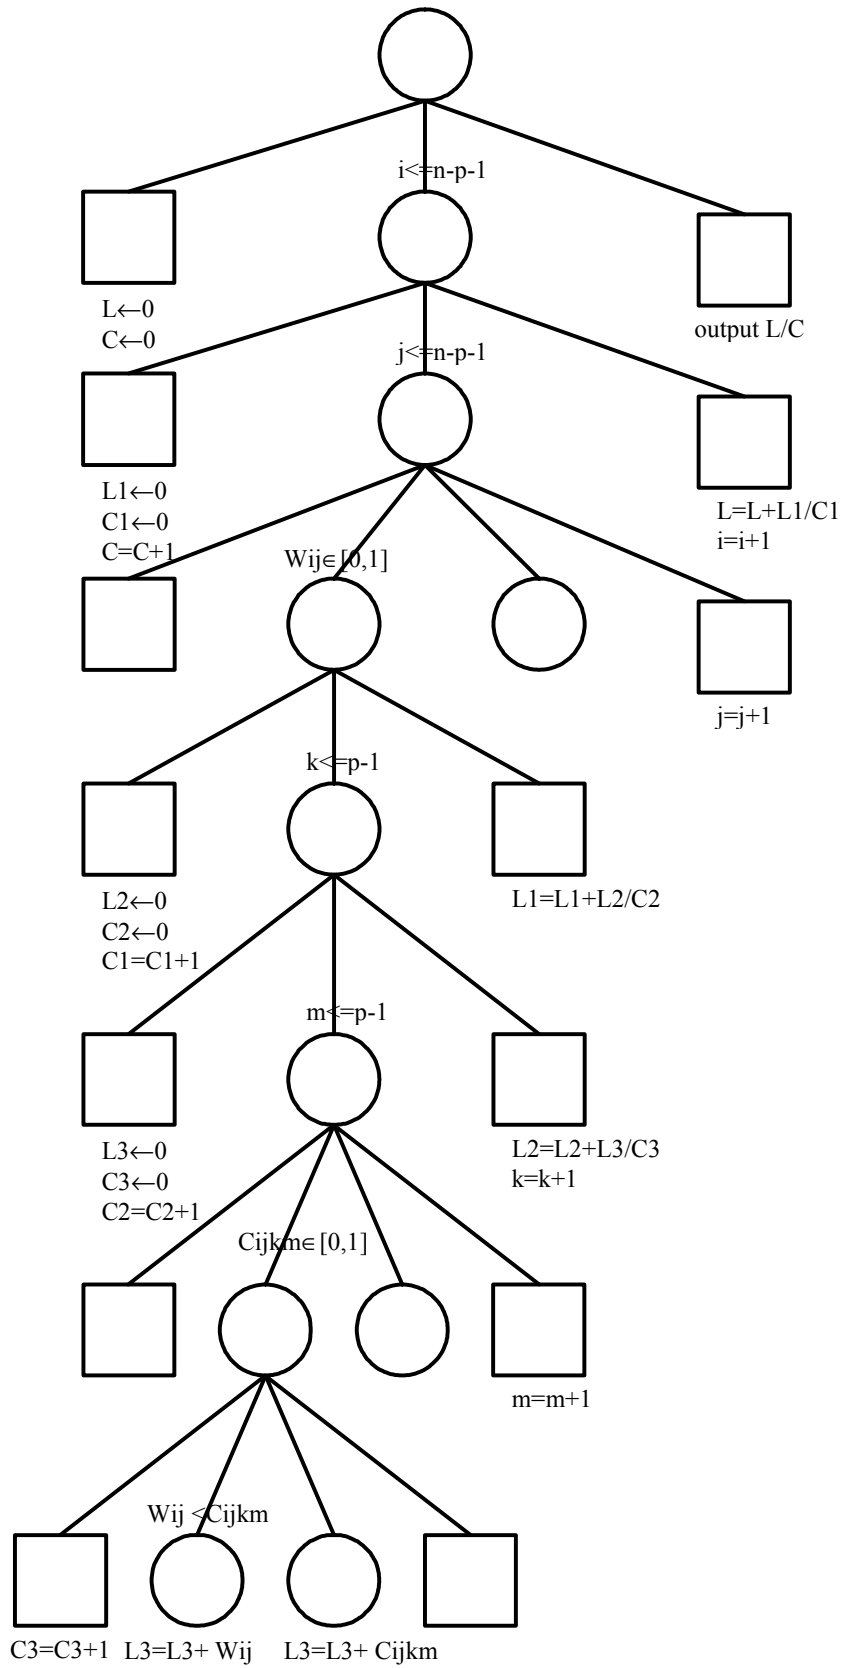 i<=n-p-1
L←0
C←0
output L/C
j<=n-p-1
L1←0
C1←0
C=C+1
L=L+L1/C1
i=i+1
Wij∈[0,1]
j=j+1
k<=p-1
L2←0
C2←0
C1=C1+1
L1=L1+L2/C2
m<=p-1
L3←0
C3←0
C2=C2+1
L2=L2+L3/C3
k=k+1
Cijkm∈[0,1]
m=m+1
Wij <Cijkm
C3=C3+1
L3=L3+ Wij
L3=L3+ Cijkm